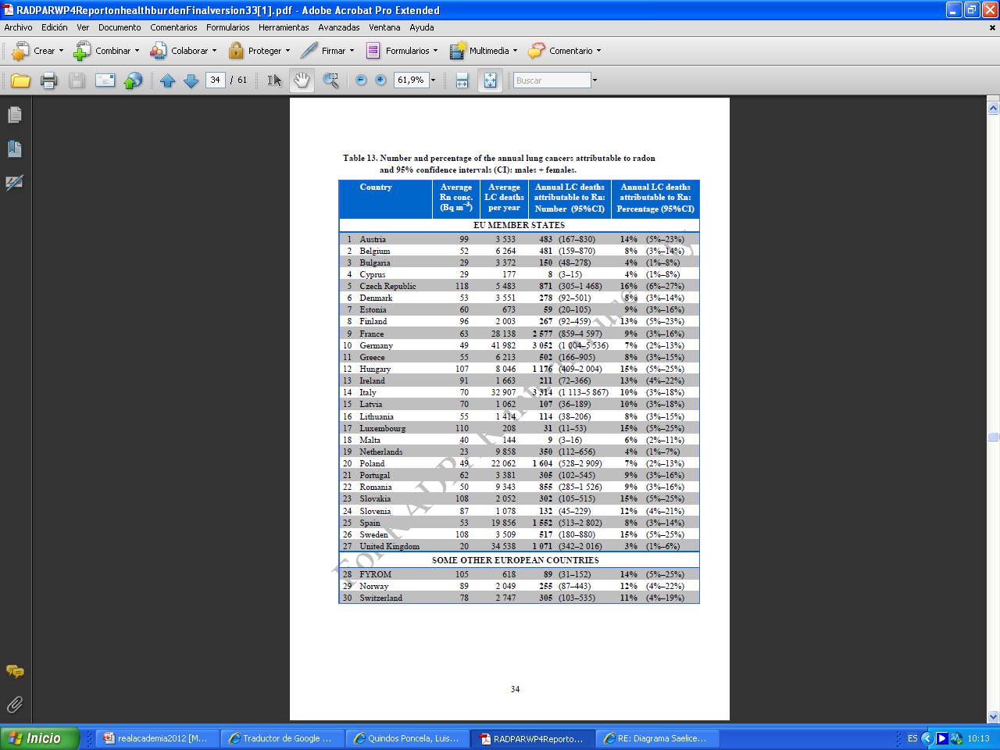 RADPARWP4ReportonhealthburdenFinalversion33[1].pdf - Adobe Acrobat Pro Extended
Archivo Edición Ver Documento Comentarios Formularios Herramientas Avanzadas Ventana Ayuda
Crear Combinar Colaborar Proteger Firmar Formularios Multimedia Comentario
34 / 61 61,9% Buscar
Table 13. Number and percentage of the annual lung cancers attributable to radon
and 95% confidence intervals (CI): males + females.
Country Average Average Annual LC deaths Annual LC deaths
Rn conc. LC deaths attributable to Rn: attributable to Rn:
(Bq m⁻³) per year Number (95%CI) Percentage (95%CI)
EU MEMBER STATES
1 Austria 99 3 533 483 (167–830) 14% (5%–23%)
2 Belgium 52 6 264 481 (159–870) 8% (3%–14%)
3 Bulgaria 29 3 372 150 (48–278) 4% (1%–8%)
4 Cyprus 29 177 8 (3–15) 4% (1%–8%)
5 Czech Republic 118 5 483 871 (305–1 468) 16% (6%–27%)
6 Denmark 53 3 551 278 (92–501) 8% (3%–14%)
7 Estonia 60 673 59 (20–105) 9% (3%–16%)
8 Finland 96 2 003 267 (92–459) 13% (5%–23%)
9 France 63 28 138 2 577 (859–4 597) 9% (3%–16%)
10 Germany 49 41 982 3 052 (1 004–5 536) 7% (2%–13%)
11 Greece 55 6 213 502 (166–905) 8% (3%–15%)
12 Hungary 107 8 046 1 176 (409–2 004) 15% (5%–25%)
13 Ireland 91 1 663 211 (72–366) 13% (4%–22%)
14 Italy 70 32 907 3 314 (1 113–5 867) 10% (3%–18%)
15 Latvia 70 1 062 107 (36–189) 10% (3%–18%)
16 Lithuania 55 1 414 114 (38–206) 8% (3%–15%)
17 Luxembourg 110 208 31 (11–53) 15% (5%–25%)
18 Malta 40 144 9 (3–16) 6% (2%–11%)
19 Netherlands 23 9 858 350 (112–656) 4% (1%–7%)
20 Poland 49 22 062 1 604 (528–2 909) 7% (2%–13%)
21 Portugal 62 3 381 305 (102–545) 9% (3%–16%)
22 Romania 50 9 343 855 (285–1 526) 9% (3%–16%)
23 Slovakia 108 2 052 302 (105–515) 15% (5%–25%)
24 Slovenia 87 1 078 132 (45–229) 12% (4%–21%)
25 Spain 53 19 856 1 552 (513–2 802) 8% (3%–14%)
26 Sweden 108 3 509 517 (180–880) 15% (5%–25%)
27 United Kingdom 20 34 538 1 071 (342–2 016) 3% (1%–6%)
SOME OTHER EUROPEAN COUNTRIES
28 FYROM 105 618 89 (31–152) 14% (5%–25%)
29 Norway 89 2 049 255 (87–443) 12% (4%–22%)
30 Switzerland 78 2 747 305 (103–535) 11% (4%–19%)
For RADPAR
34
Inicio realacademia2012 [M... Traductor de Google ... Quindos Poncela, Luis... RADPARWP4Reporto... RE: Diagrama Saelice... ES 10:13